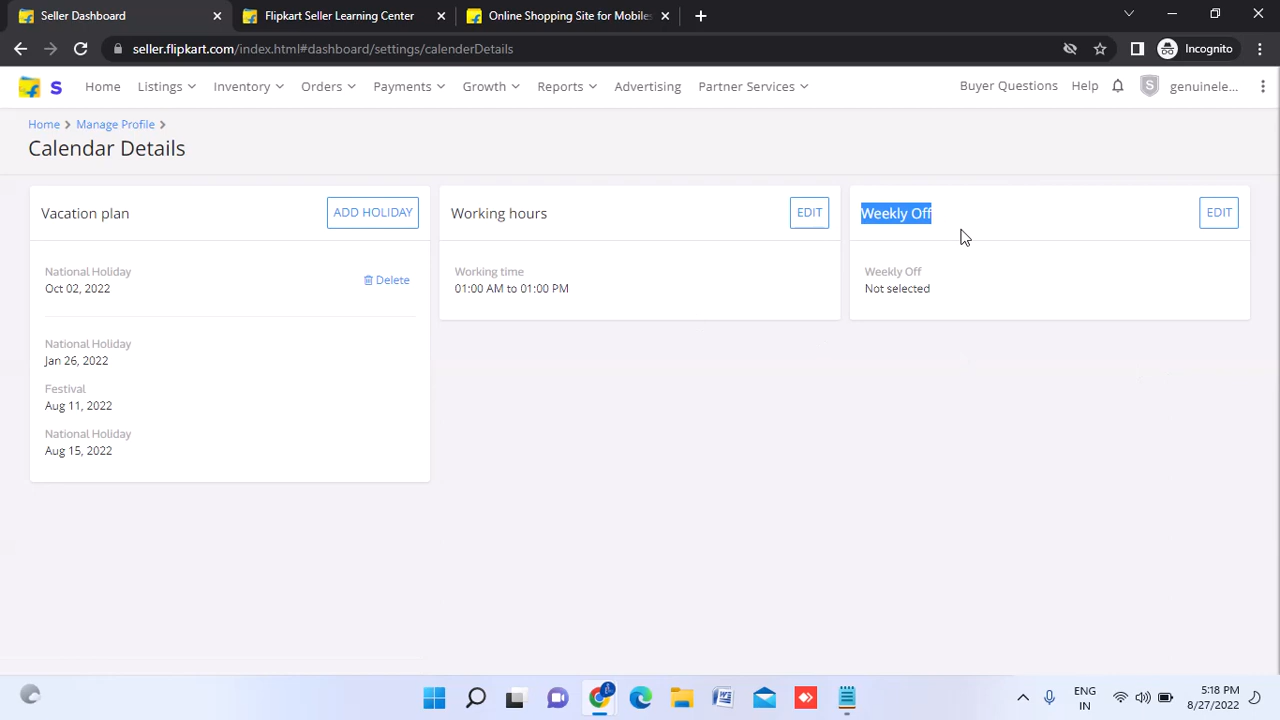 Seller Dashboard
Flipkart Seller Learning Center
Online Shopping Site for Mobiles
seller.flipkart.com/index.html#dashboard/settings/calenderDetails
Incognito
S
Home
Listings
Inventory
Orders
Payments
Growth
Reports
Advertising
Partner Services
Buyer Questions
Help
S
genuinele...
Home
Manage Profile
Calendar Details
Vacation plan
ADD HOLIDAY
Working hours
EDIT
Weekly Off
EDIT
National Holiday
Oct 02, 2022
Delete
Working time
01:00 AM to 01:00 PM
Weekly Off
Not selected
National Holiday
Jan 26, 2022
Festival
Aug 11, 2022
National Holiday
Aug 15, 2022
ENG
IN
5:18 PM
8/27/2022